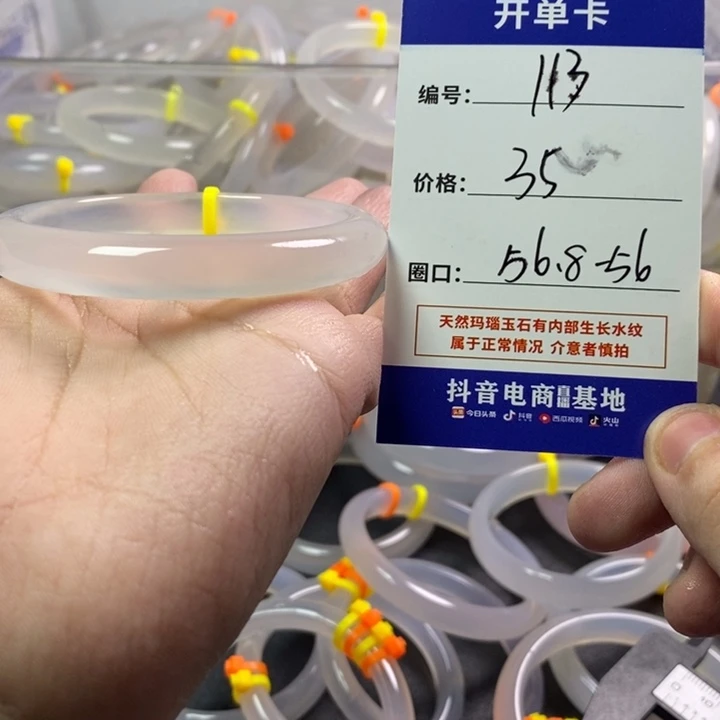 开单卡
编号: 113
价格: 35
圈口: 56.8-56
天然玛瑙玉石有内部生长水纹
属于正常情况 介意者慎拍
抖音电商直播基地
今日头条 抖音 西瓜视频 火山